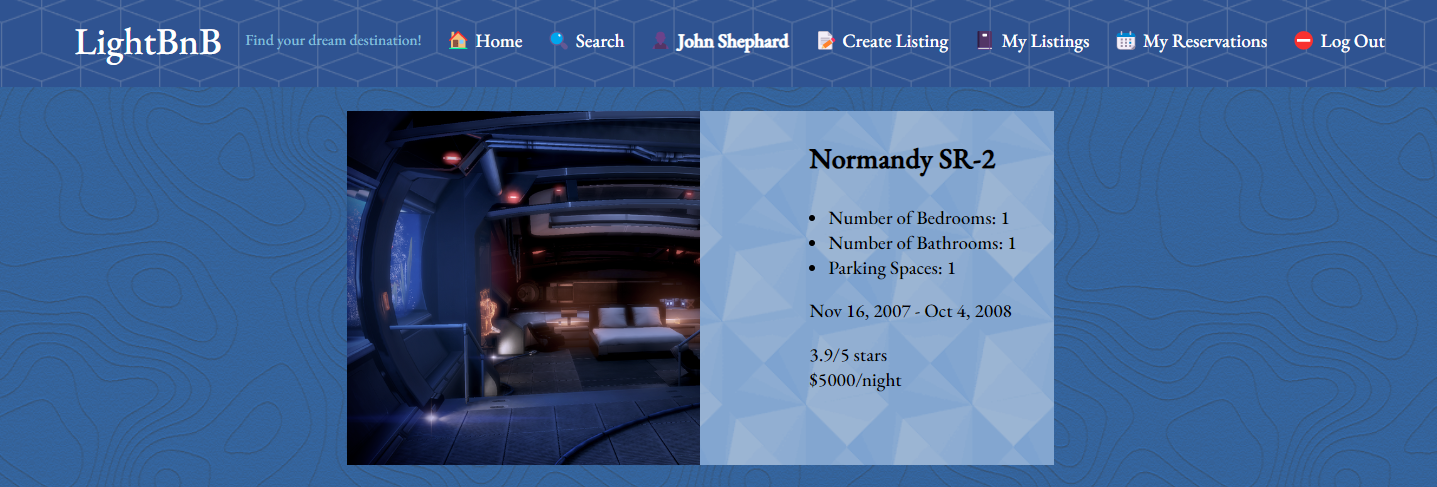 LightBnB Find your dream destination! Home Search John Shephard Create Listing My Listings My Reservations Log Out
Normandy SR-2
Number of Bedrooms: 1
Number of Bathrooms: 1
Parking Spaces: 1
Nov 16, 2007 - Oct 4, 2008
3.9/5 stars
$5000/night